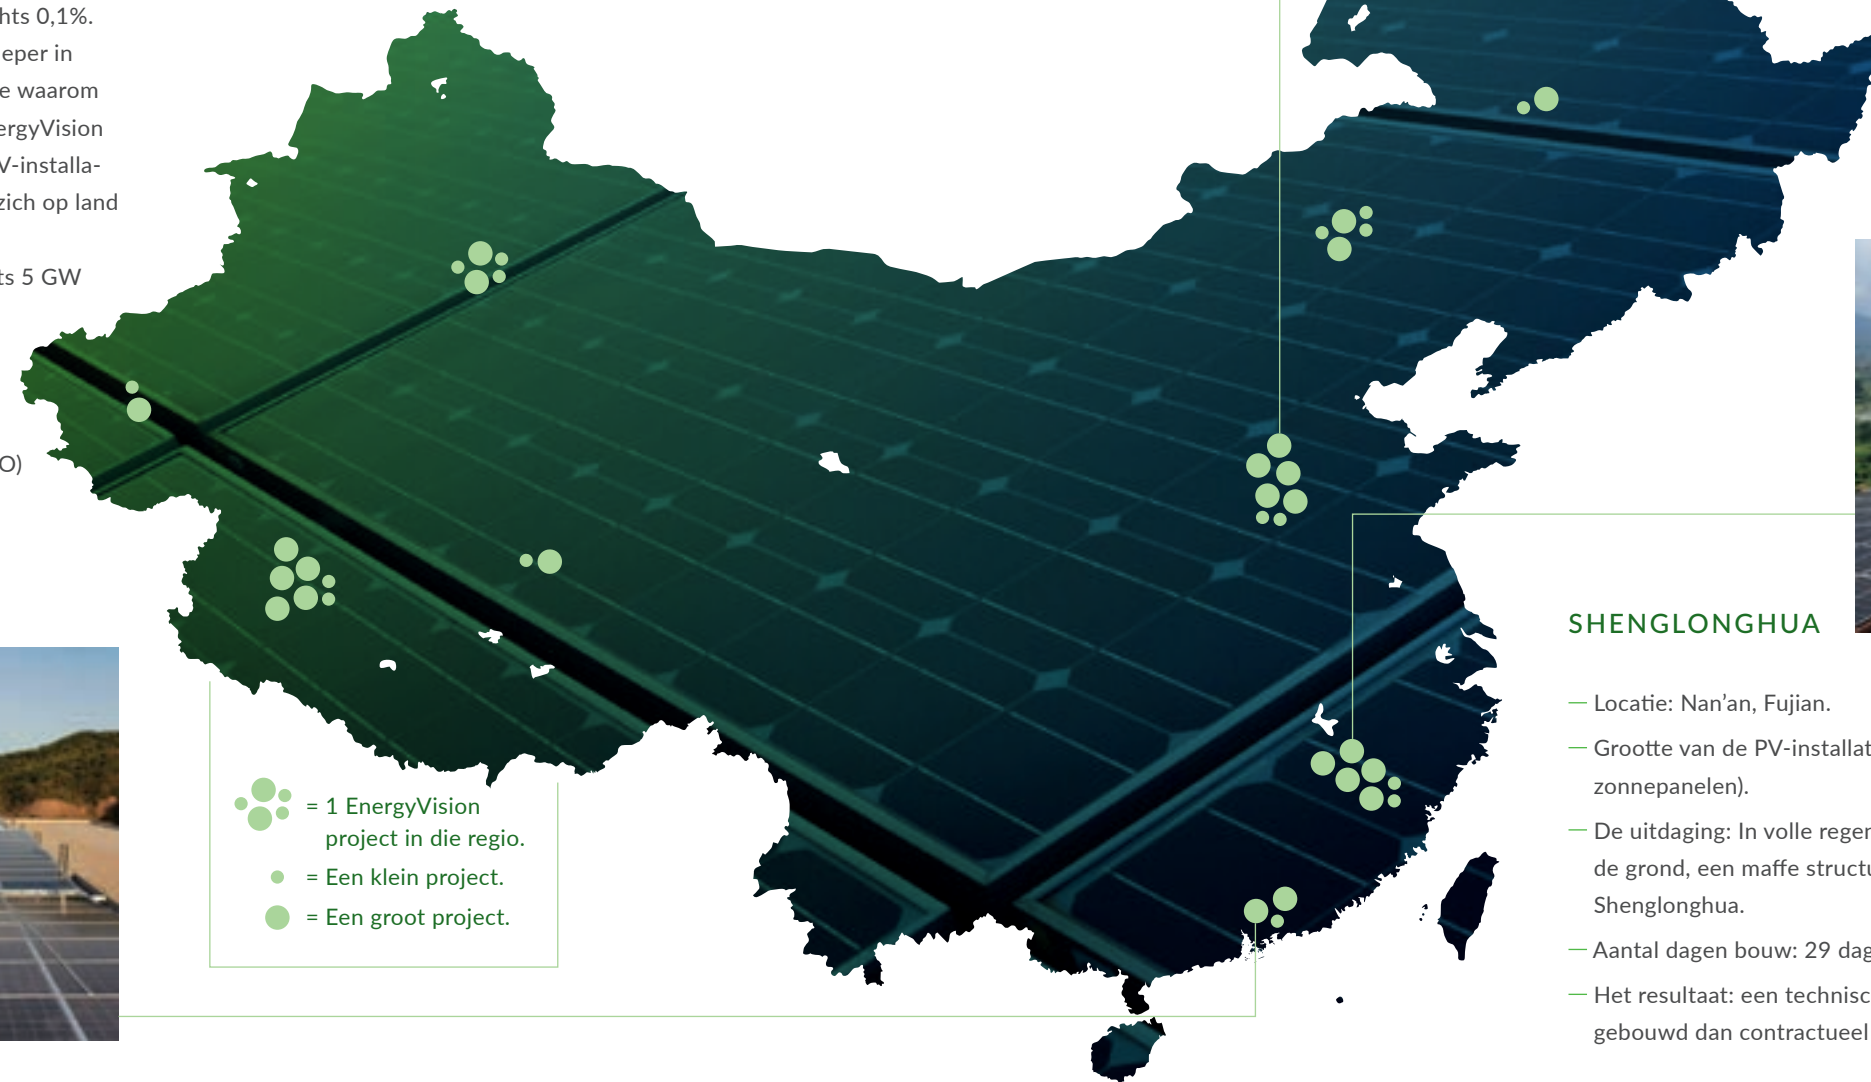 hts 0,1%.
eper in
e waarom
ergyVision
V-installa-
zich op land
ts 5 GW
O)
= 1 EnergyVision
project in die regio.
= Een klein project.
= Een groot project.
SHENGLONGHUA
— Locatie: Nan’an, Fujian.
— Grootte van de PV-installat
zonnepanelen).
— De uitdaging: In volle regen
de grond, een maffe structu
Shenglonghua.
— Aantal dagen bouw: 29 dag
— Het resultaat: een technisc
gebouwd dan contractueel